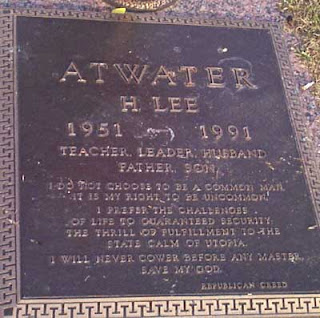 ATWATER
H. LEE
1951 1991
TEACHER, LEADER, HUSBAND
FATHER, SON
I DO NOT CHOOSE TO BE A COMMON MAN,
IT IS MY RIGHT TO BE UNCOMMON.
I PREFER THE CHALLENGES
OF LIFE TO GUARANTEED SECURITY,
THE THRILL OF FULFILLMENT TO THE
STATE CALM OF UTOPIA.
I WILL NEVER COWER BEFORE ANY MASTER,
SAVE MY GOD.
REPUBLICAN CREED